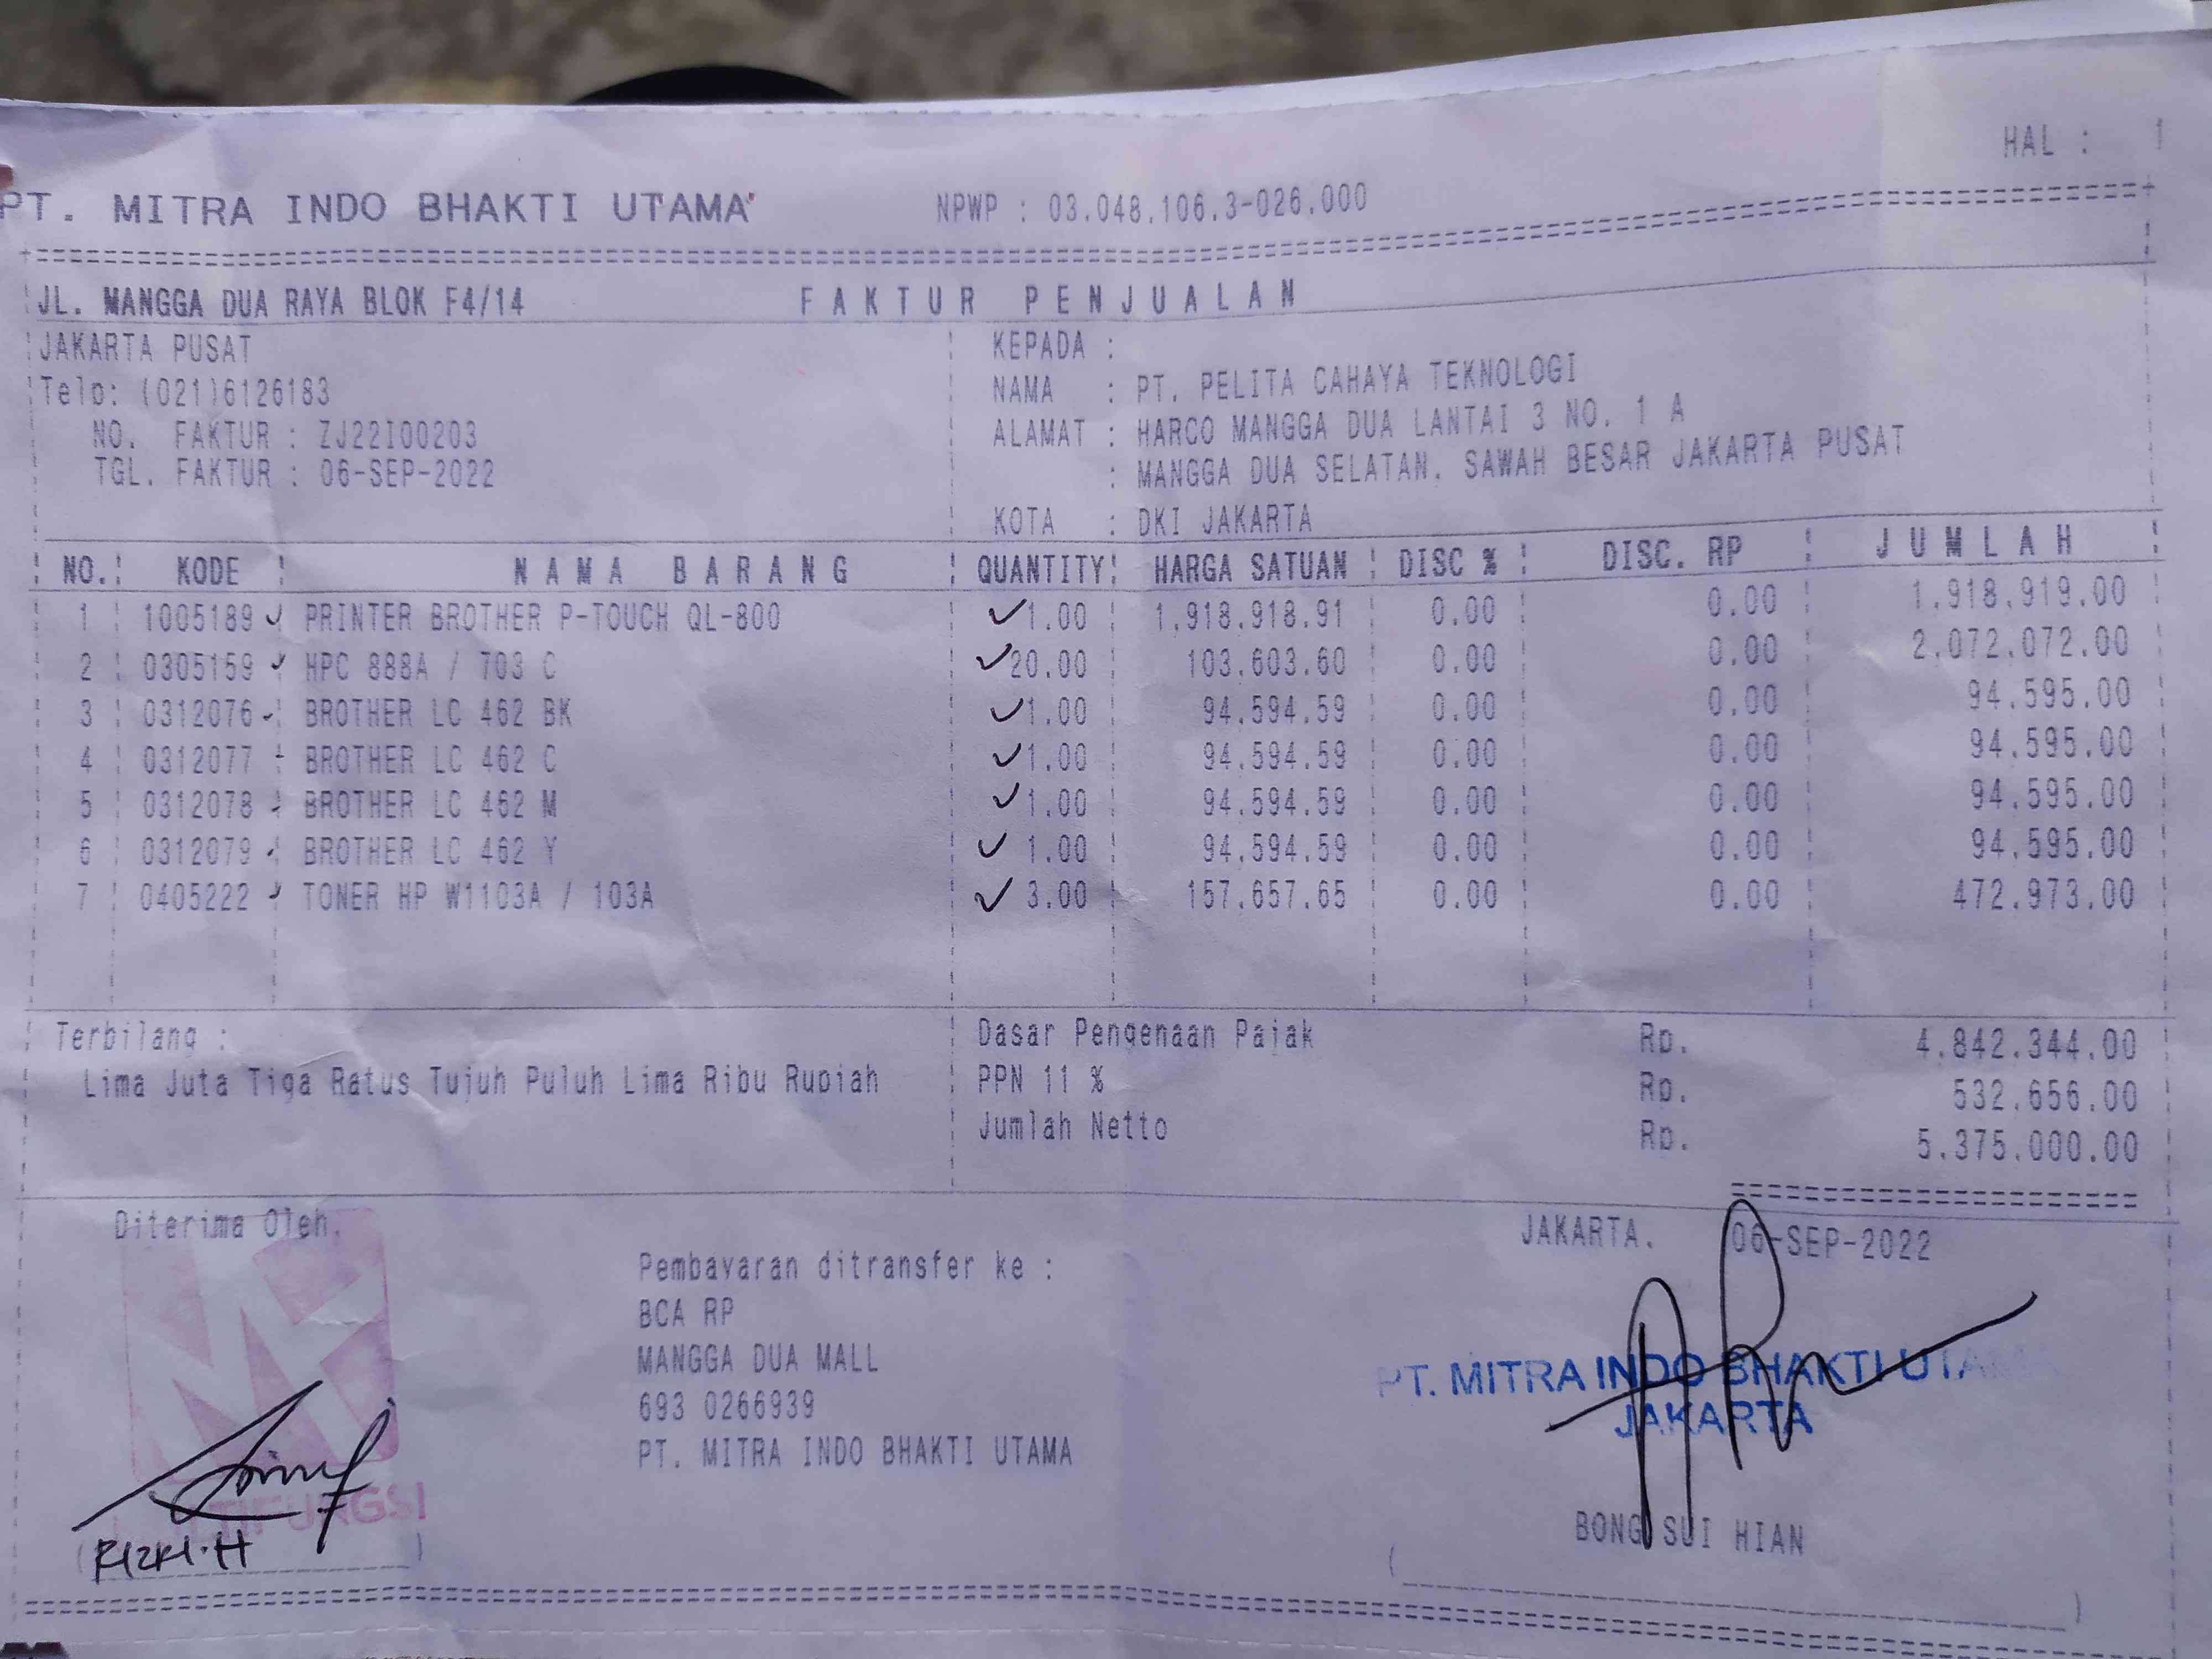 HAL : 1
PT. MITRA INDO BHAKTI UTAMA NPWP : 03.048.106.3-026.000
JL. MANGGA DUA RAYA BLOK F4/14 FAKTUR PENJUALAN
JAKARTA PUSAT KEPADA :
Telp: (021)6126183 NAMA : PT. PELITA CAHAYA TEKNOLOGI
NO. FAKTUR : ZJ22I00203 ALAMAT : HARCO MANGGA DUA LANTAI 3 NO. 1 A
TGL. FAKTUR : 06-SEP-2022 : MANGGA DUA SELATAN. SAWAH BESAR JAKARTA PUSAT
KOTA : DKI JAKARTA
NO. KODE NAMA BARANG QUANTITY HARGA SATUAN DISC % DISC. RP JUMLAH
1 1005189 PRINTER BROTHER P-TOUCH QL-800 1.00 1.918.918.91 0.00 0.00 1.918.919.00
2 0305159 HPC 888A / 703 C 20.00 103.603.60 0.00 0.00 2.072.072.00
3 0312076 BROTHER LC 462 BK 1.00 94.594.59 0.00 0.00 94.595.00
4 0312077 BROTHER LC 462 C 1.00 94.594.59 0.00 0.00 94.595.00
5 0312078 BROTHER LC 462 M 1.00 94.594.59 0.00 0.00 94.595.00
6 0312079 BROTHER LC 462 Y 1.00 94.594.59 0.00 0.00 94.595.00
7 0405222 TONER HP W1103A / 103A 3.00 157.657.65 0.00 0.00 472.973.00
Terbilang : Dasar Pengenaan Pajak Rp. 4.842.344.00
Lima Juta Tiga Ratus Tujuh Puluh Lima Ribu Rupiah PPN 11 % Rp. 532.656.00
Jumlah Netto Rp. 5.375.000.00
Diterima Oleh. JAKARTA. 06-SEP-2022
Pembayaran ditransfer ke :
BCA RP
MANGGA DUA MALL
693 0266939
PT. MITRA INDO BHAKTI UTAMA
PT. MITRA INDO BHAKTI UTAMA
JAKARTA
RIZKI.H
BONG SUI HIAN